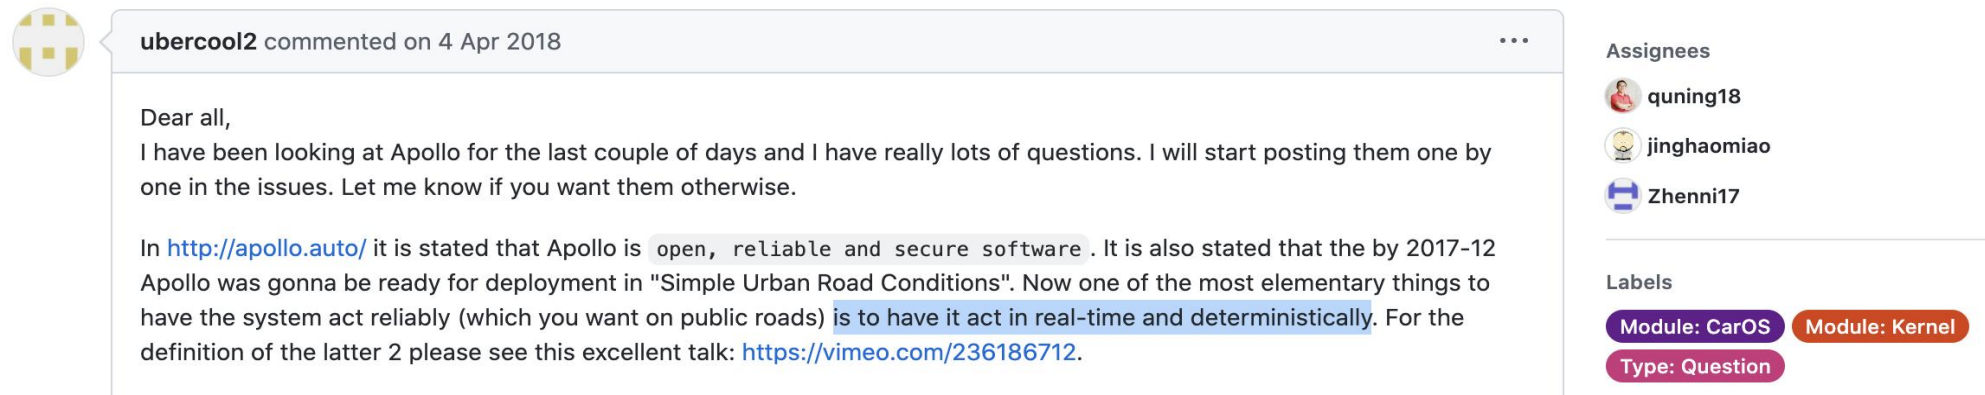 ubercool2 commented on 4 Apr 2018
Dear all,
I have been looking at Apollo for the last couple of days and I have really lots of questions. I will start posting them one by
one in the issues. Let me know if you want them otherwise.
In http://apollo.auto/ it is stated that Apollo is open, reliable and secure software. It is also stated that the by 2017-12
Apollo was gonna be ready for deployment in "Simple Urban Road Conditions". Now one of the most elementary things to
have the system act reliably (which you want on public roads) is to have it act in real-time and deterministically. For the
definition of the latter 2 please see this excellent talk: https://vimeo.com/236186712.
Assignees
quning18
jinghaomiao
Zhenni17
Labels
Module: CarOS Module: Kernel
Type: Question